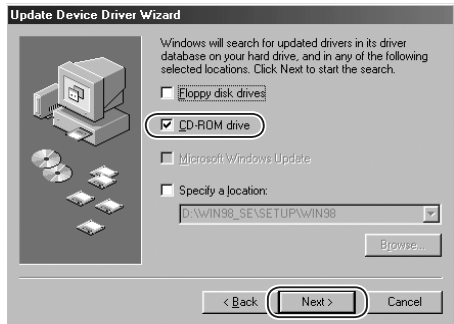 Update Device Driver Wizard
Windows will search for updated drivers in its driver
database on your hard drive, and in any of the following
selected locations. Click Next to start the search.
Floppy disk drives
CD-ROM drive
Microsoft Windows Update
Specify a location:
D:\WIN98_SE\SETUP\WIN98
Browse...
< Back
Next >
Cancel